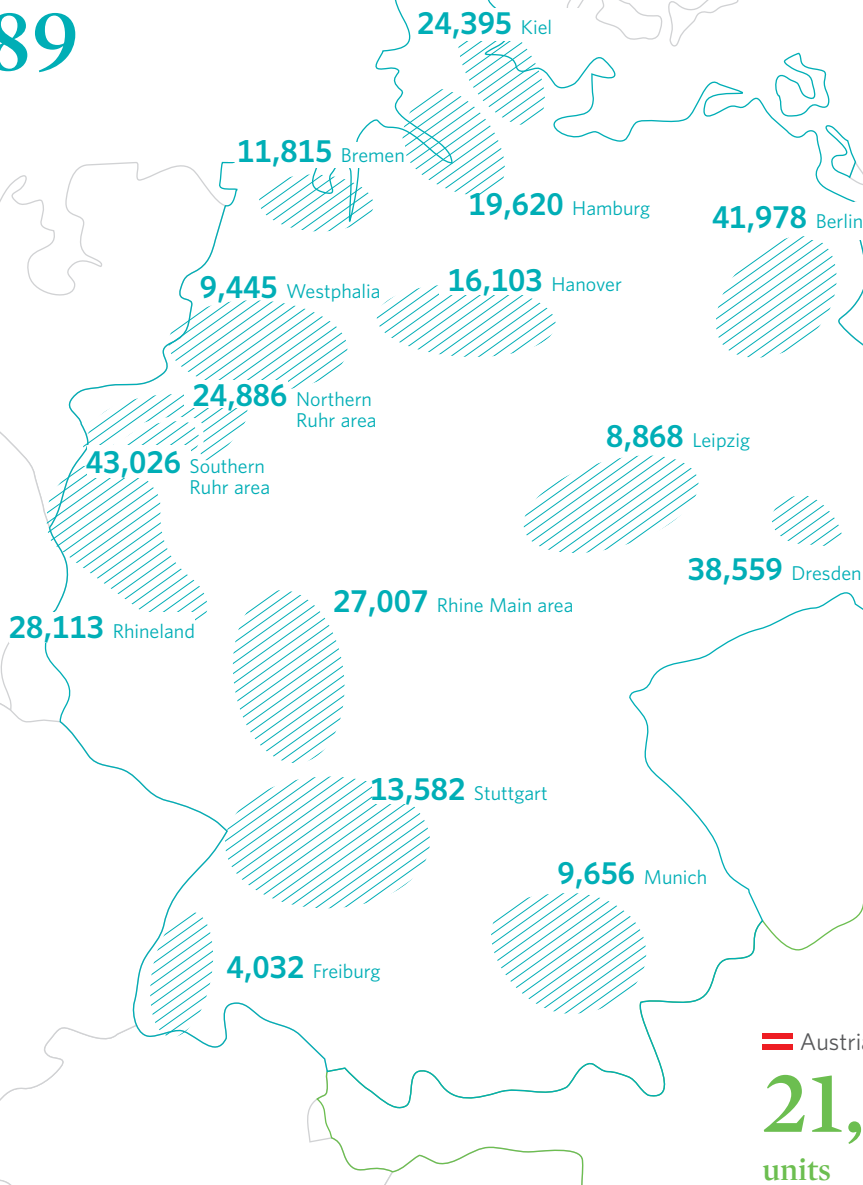 89
24,395 Kiel
11,815 Bremen
19,620 Hamburg
41,978 Berlin
9,445 Westphalia
16,103 Hanover
24,886 Northern
Ruhr area
8,868 Leipzig
43,026 Southern
Ruhr area
38,559 Dresden
27,007 Rhine Main area
28,113 Rhineland
13,582 Stuttgart
9,656 Munich
4,032 Freiburg
Austria
21,
units